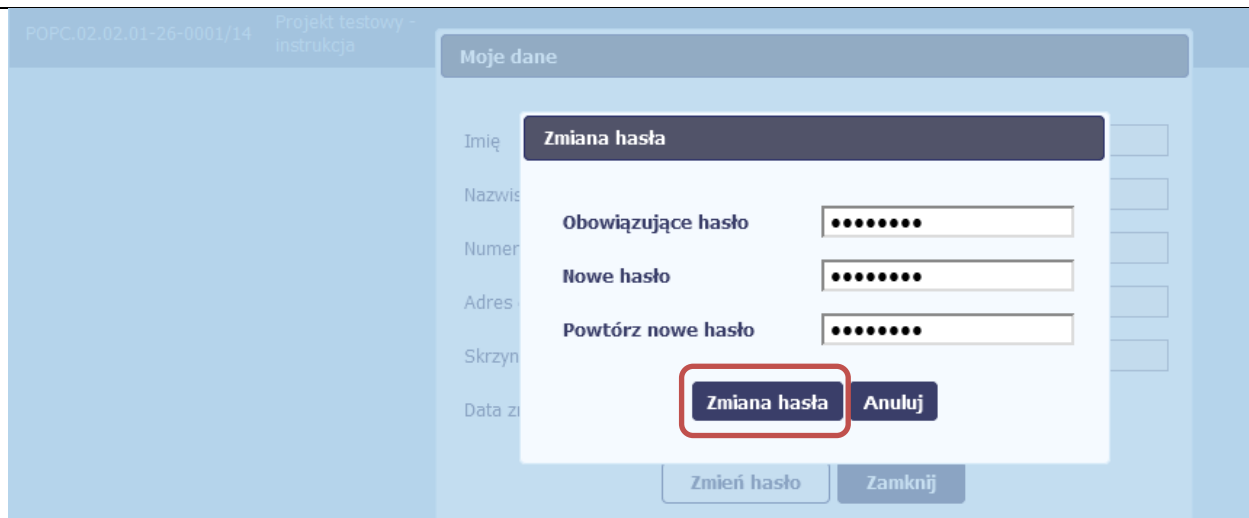 POPC.02.02.01-26-0001/14
Projekt testowy -
instrukcja
Moje dane
Imię
Zmiana hasła
Nazwis
Obowiązujące hasło ••••••••
Numer
Nowe hasło ••••••••
Adres
Powtórz nowe hasło ••••••••
Skrzyn
Zmiana hasła Anuluj
Data
Zmień hasło Zamknij